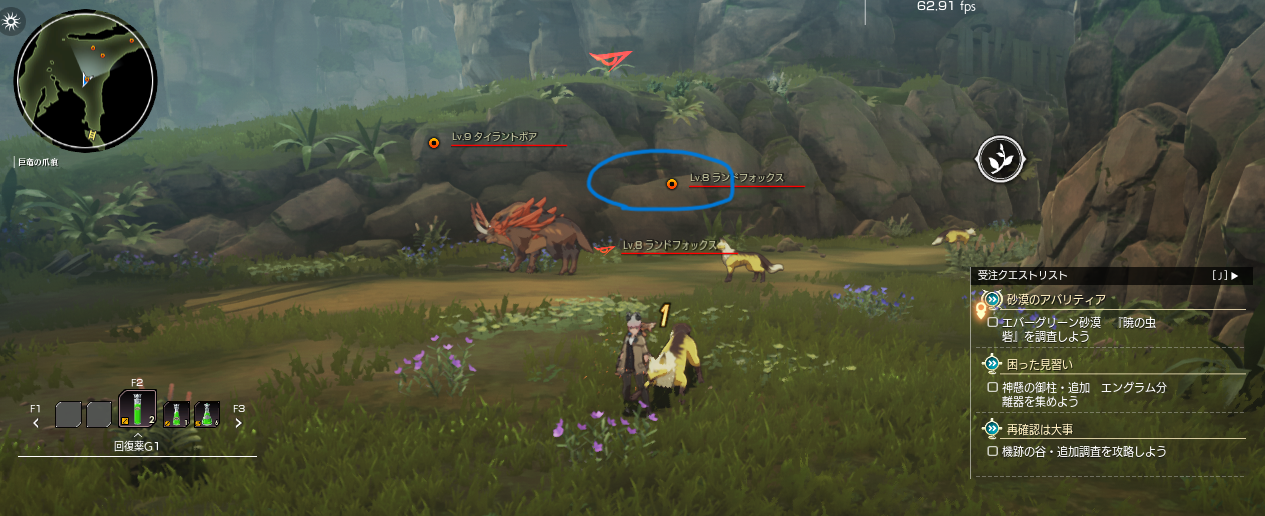 62.91 fps
Lv.9 タイラントボア
Lv.8 ランドフォックス
巨竜の爪痕
Lv.8 ランドフォックス
受注クエストリスト
[J]▶
砂漠のアバリティア
エバーグリーン砂漠 『暁の虫
砦』を調査しよう
1
困った見習い
神懸の御柱・追加 エングラム分
離器を集めよう
F2
F1
F3
2
1
6
回復薬G1
再確認は大事
機跡の谷・追加調査を攻略しよう